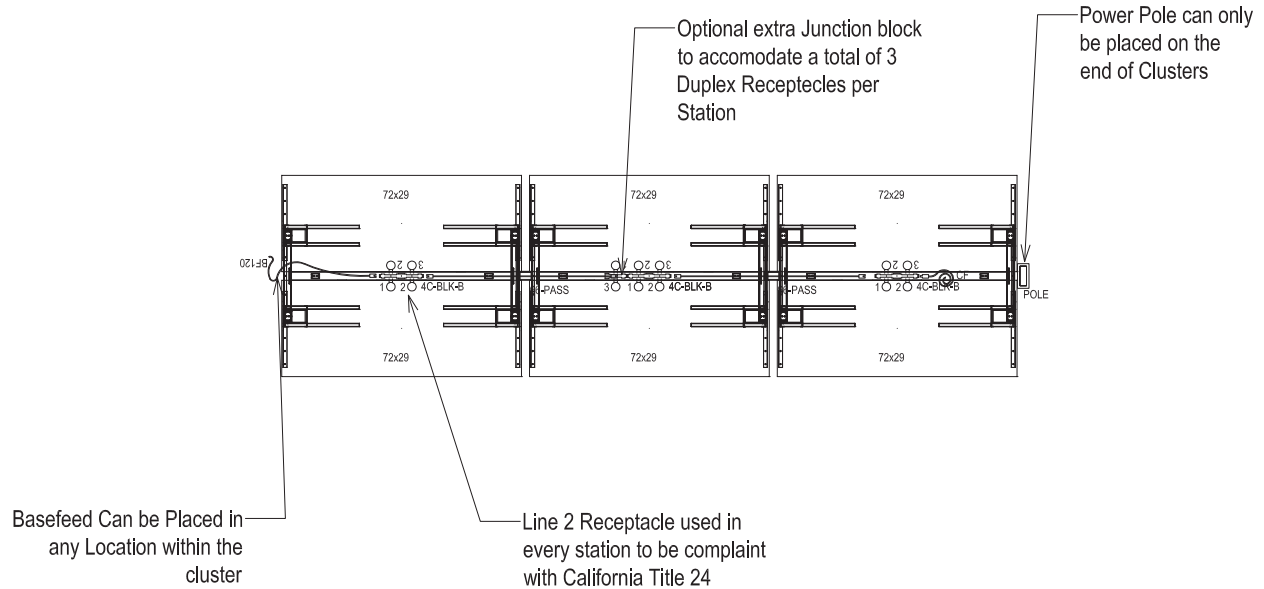 Optional extra Junction block
to accomodate a total of 3
Duplex Receptecles per
Station
Power Pole can only
be placed on the
end of Clusters
72x29
72x29
72x29
BF120
2 3
2 3
2 3
1 2 4C-BLK-B
3 1 2 4C-BLK-B
1 2 4C-BLK-B
-PASS
-PASS
CF
POLE
72x29
72x29
72x29
Basefeed Can be Placed in
any Location within the
cluster
Line 2 Receptacle used in
every station to be complaint
with California Title 24